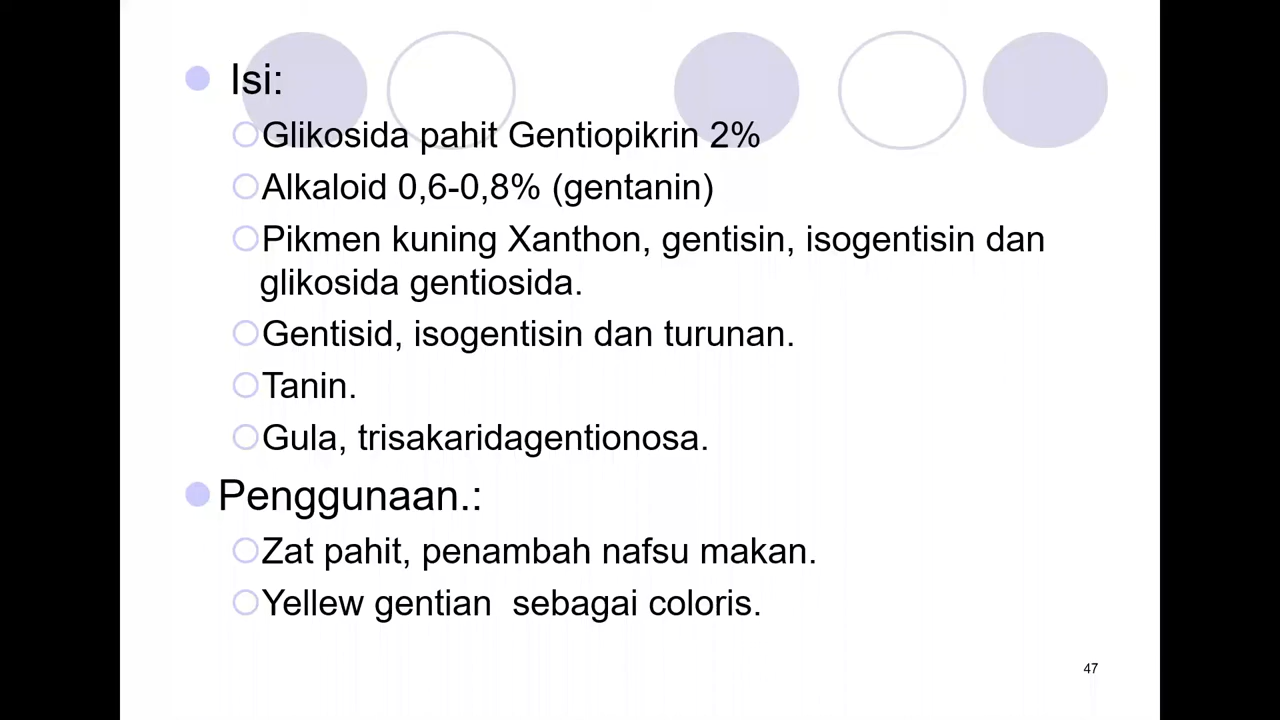 Isi:
Glikosida pahit Gentiopikrin 2%
Alkaloid 0,6-0,8% (gentanin)
Pikmen kuning Xanthon, gentisin, isogentisin dan
glikosida gentiosida.
Gentisid, isogentisin dan turunan.
Tanin.
Gula, trisakaridagentionosa.
Penggunaan.:
Zat pahit, penambah nafsu makan.
Yellew gentian  sebagai coloris.
47